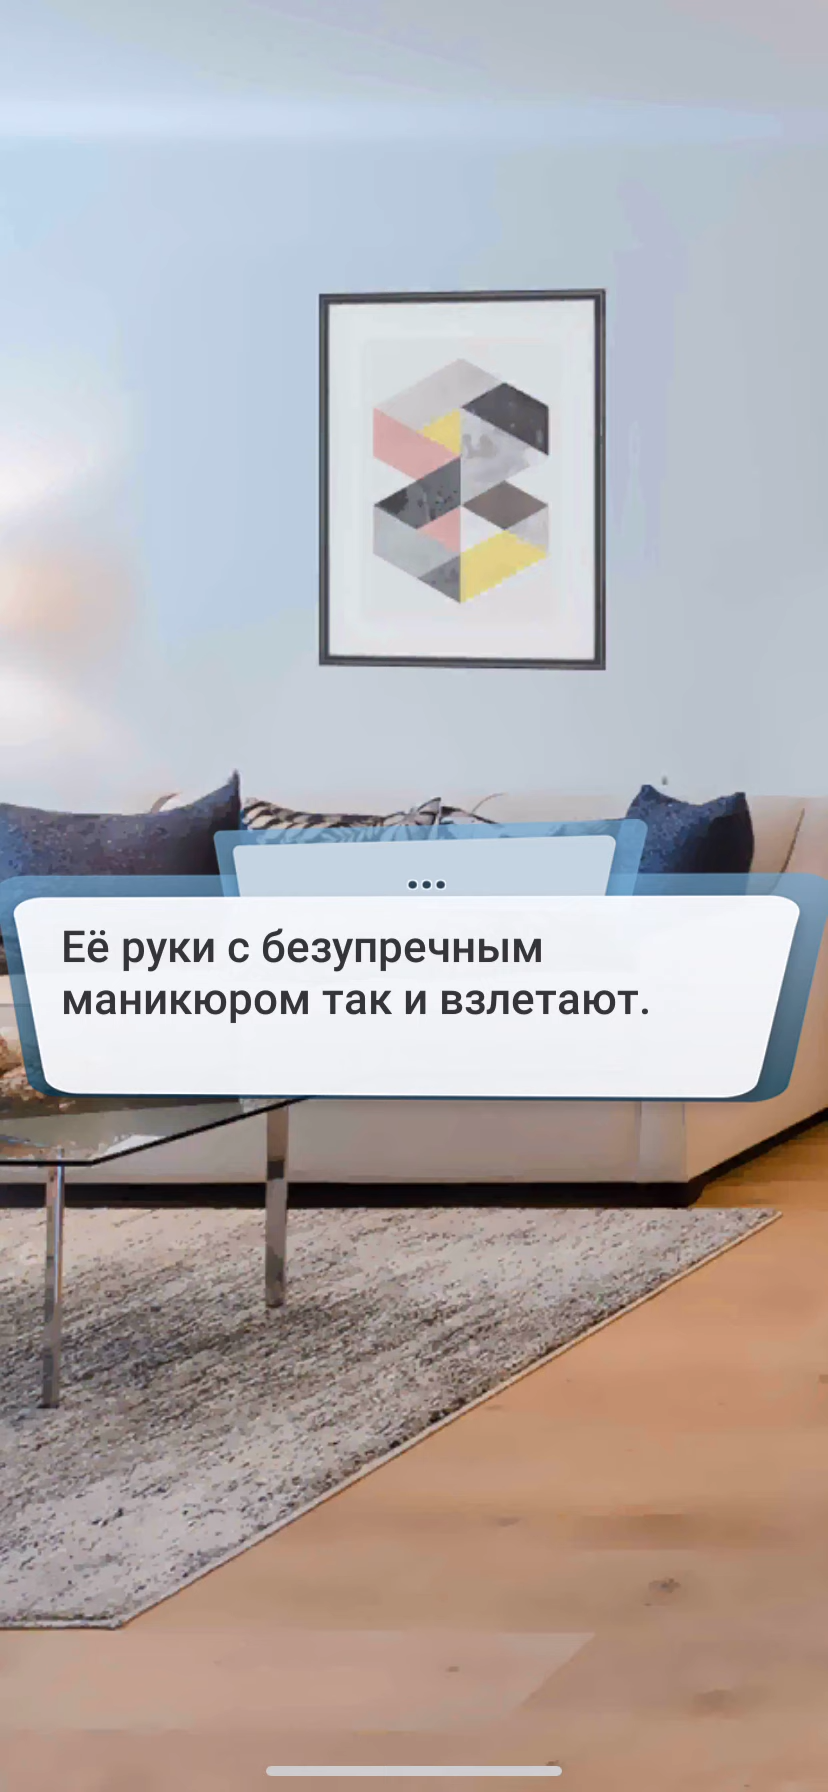 ...
Её руки с безупречным
маникюром так и взлетают.